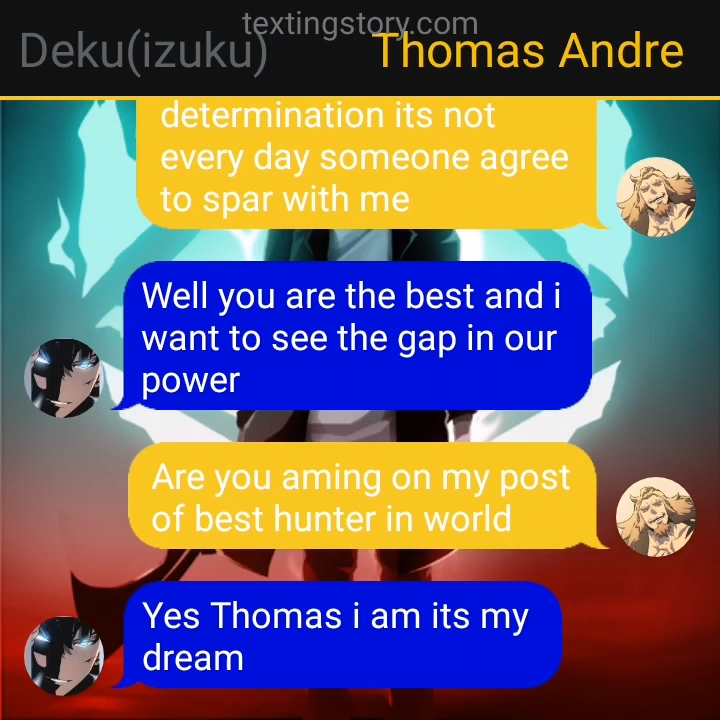 textingstory.com
Deku(izuku)
Thomas Andre
determination its not
every day someone agree
to spar with me
Well you are the best and i
want to see the gap in our
power
Are you aming on my post
of best hunter in world
Yes Thomas i am its my
dream